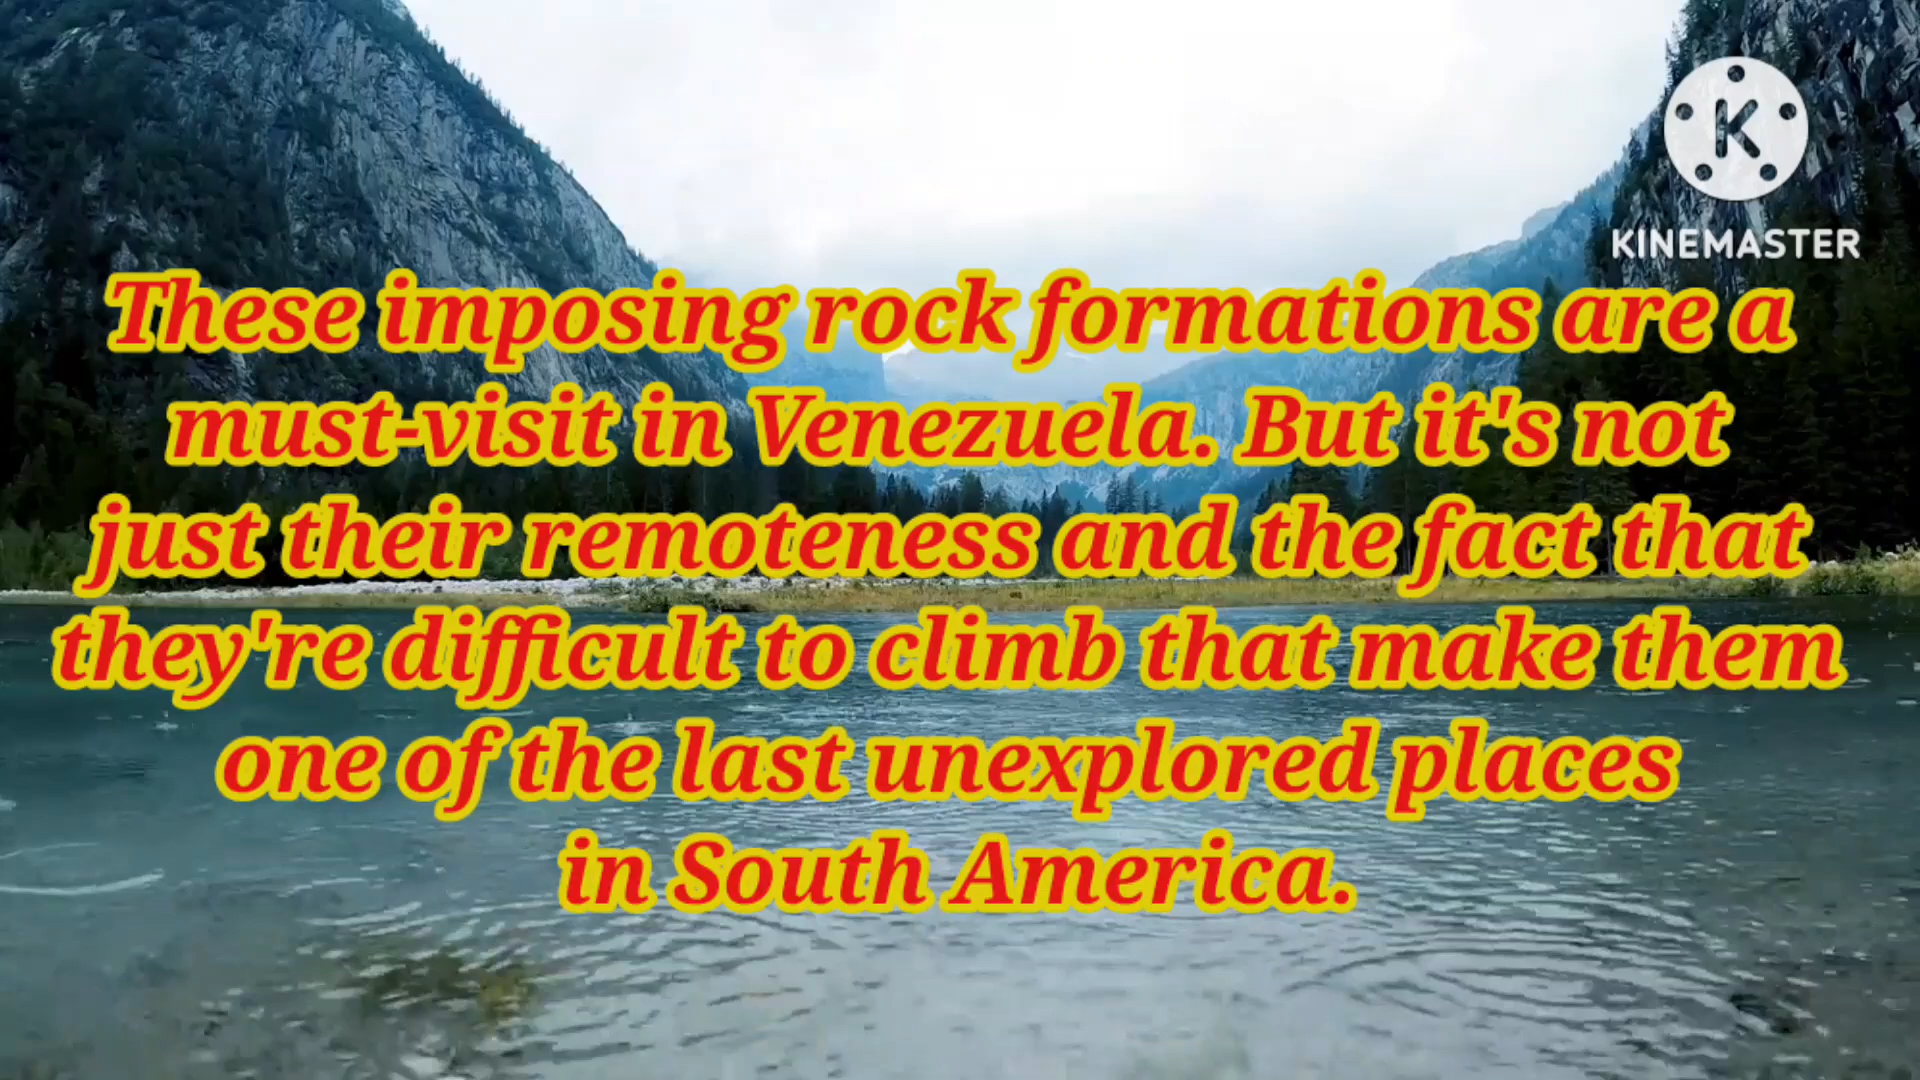 K
KINEMASTER
These imposing rock formations are a
must-visit in Venezuela. But it's not
just their remoteness and the fact that
they're difficult to climb that make them
one of the last unexplored places
in South America.